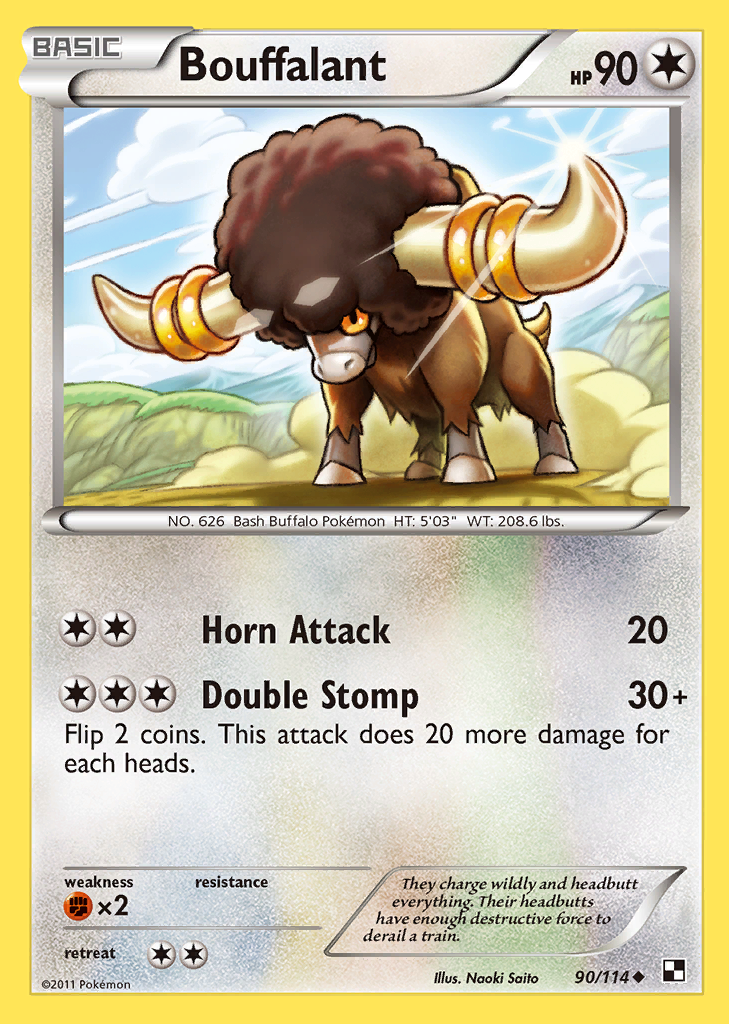 BASIC
Bouffalant
HP 90
NO. 626 Bash Buffalo Pokémon HT: 5'03" WT: 208.6 lbs.
Horn Attack 20
Double Stomp 30+
Flip 2 coins. This attack does 20 more damage for
each heads.
weakness resistance
×2
retreat
They charge wildly and headbutt
everything. Their headbutts
have enough destructive force to
derail a train.
©2011 Pokémon
Illus. Naoki Saito 90/114